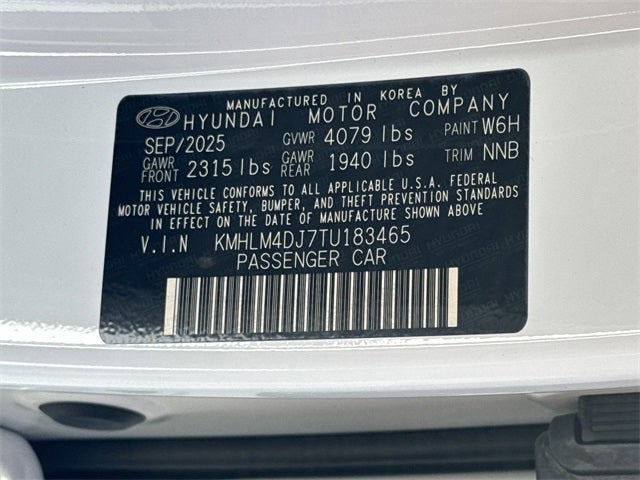 MANUFACTURED IN KOREA BY
HYUNDAI MOTOR COMPANY
SEP/2025 GVWR 4079 lbs PAINT W6H
GAWR FRONT 2315 lbs GAWR REAR 1940 lbs TRIM NNB
THIS VEHICLE CONFORMS TO ALL APPLICABLE U.S.A. FEDERAL
MOTOR VEHICLE SAFETY, BUMPER, AND THEFT PREVENTION STANDARDS
IN EFFECT ON THE DATE OF MANUFACTURE SHOWN ABOVE
V.I.N KMHLM4DJ7TU183465
PASSENGER CAR